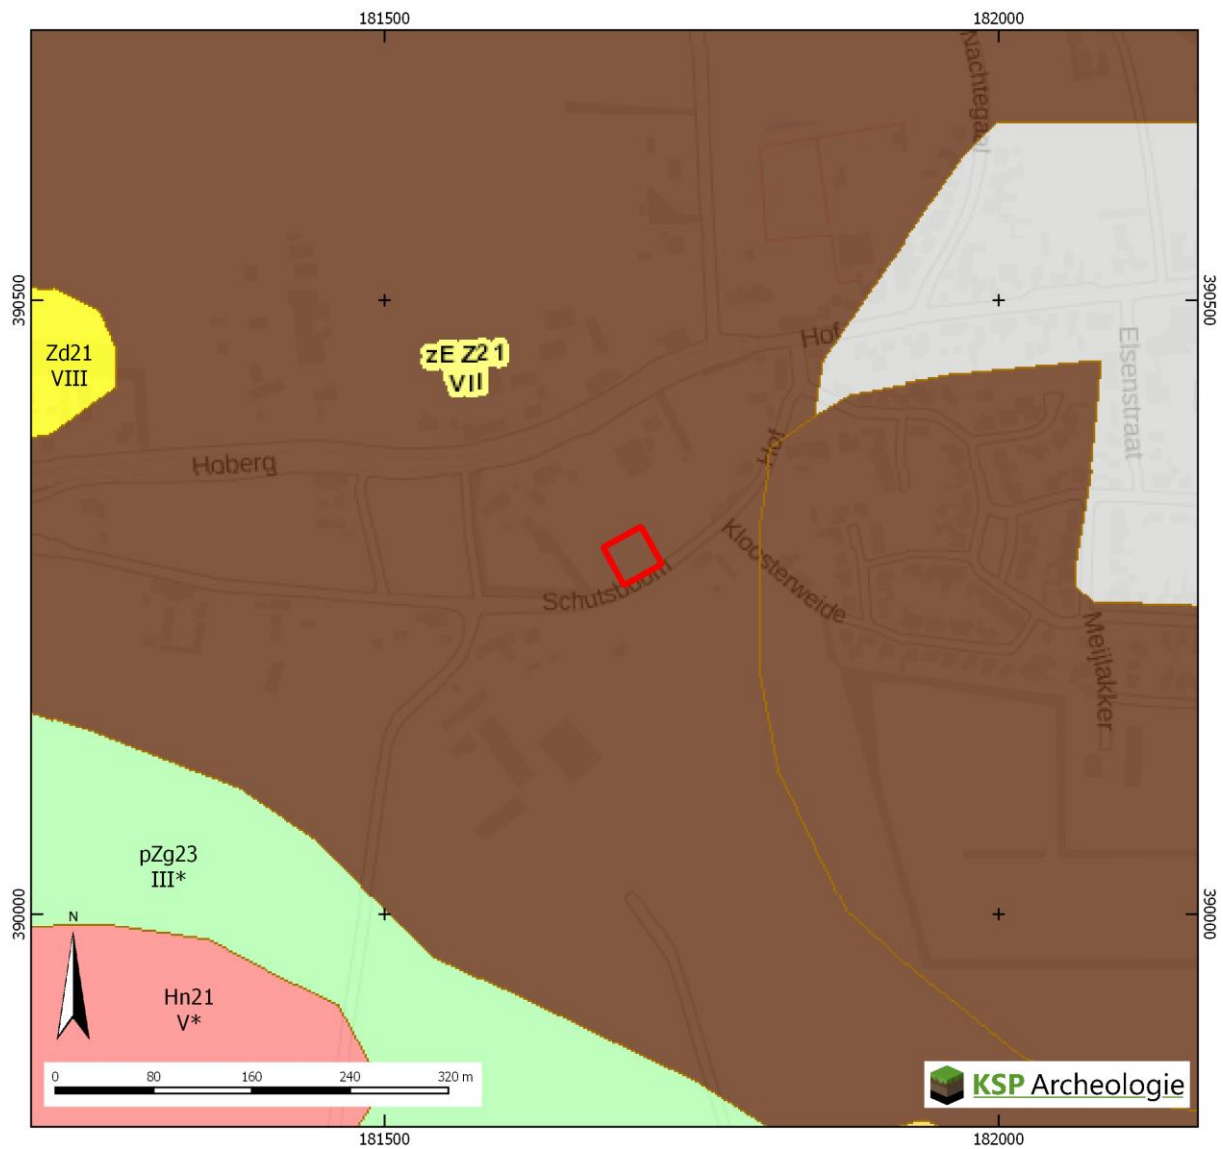 181500
182000
Nachtegaal
390500
390500
Hof
zEZ21
VII
Zd21
VIII
Elsenstraat
Hof
Hoberg
Kloosterweide
Schutsboom
Meijlakker
pZg23
III*
390000
390000
N
Hn21
V*
0 80 160 240 320 m
KSP Archeologie
181500
182000